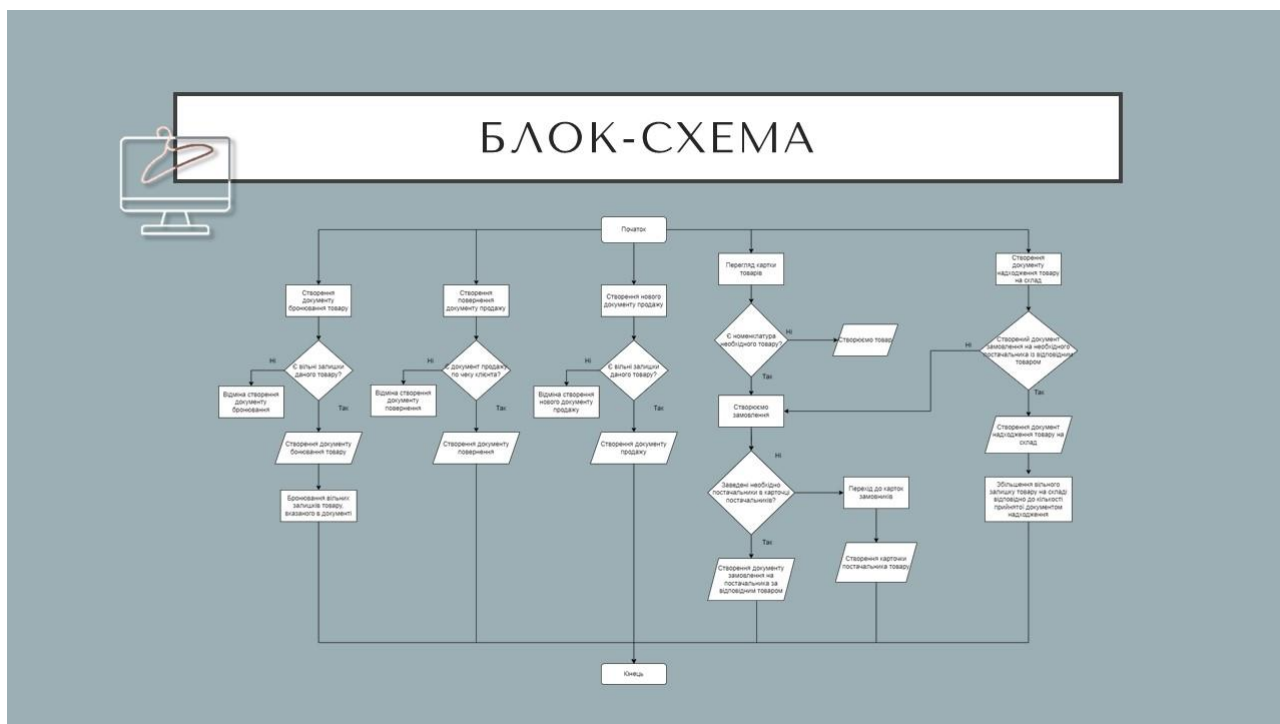 БЛОК-СХЕМА
Початок
Створення
документу
бронювання товару
Є вільні залишки
даного товару?
Ні
Відміна створення
документу
бронювання
Так
Створення документу
бонювання товару
Бронювання вільних
залишків товару,
вказаного в документі
Створення
повернення
документу продажу
Є документ продажу
по чеку клієнта?
Ні
Відміна створення
документу
повернення
Так
Створення документу
повернення
Створення нового
документу продажу
Є вільні залишки
даного товару?
Ні
Відміна створення
нового документу
продажу
Так
Створення документу
продажу
Перегляд картки
товарів
Є номенклатура
необхідного товару?
Ні
Створюємо товар
Так
Створюємо
замовлення
Ні
Заведені необхідно
постачальники в карточці
постачальників?
Перехід до карток
замовників
Створення карточки
постачальника товару
Так
Створення документу
замовлення на
постачальника за
відповідним товаром
Створення
документу
надходження товару
на склад
Ні
Створений документ
замовлення на необхідного
постачальника із відповідним
товаром
Так
Створення документ
надходження товару на
склад
Збільшення вільного
залишку товару на складі
відповідно до кількості
прийнятої документом
надходження
Кінець